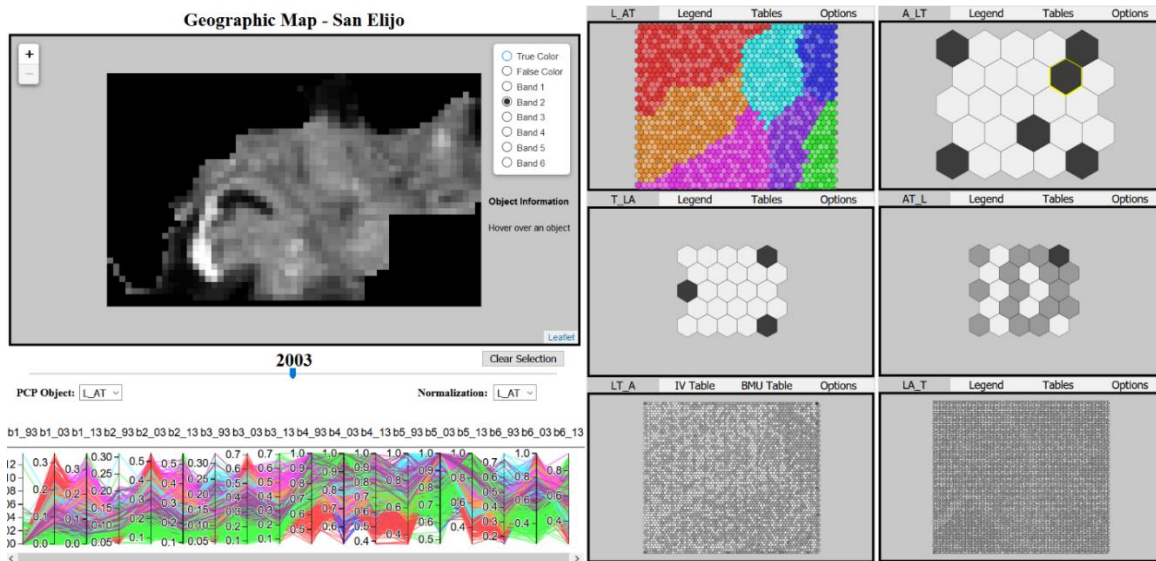 Geographic Map - San Elijo
+
−
True Color
False Color
Band 1
Band 2
Band 3
Band 4
Band 5
Band 6
Object Information
Hover over an object
Leaflet
2003
Clear Selection
PCP Object: L_AT
Normalization: L_AT
b1_93 b1_03 b1_13 b2_93 b2_03 b2_13 b3_93 b3_03 b3_13 b4_93 b4_03 b4_13 b5_93 b5_03 b5_13 b6_93 b6_03 b6_13
L_AT Legend Tables Options
A_LT Legend Tables Options
T_LA Legend Tables Options
AT_L Legend Tables Options
LT_A IV Table BMU Table Options
LA_T Legend Tables Options